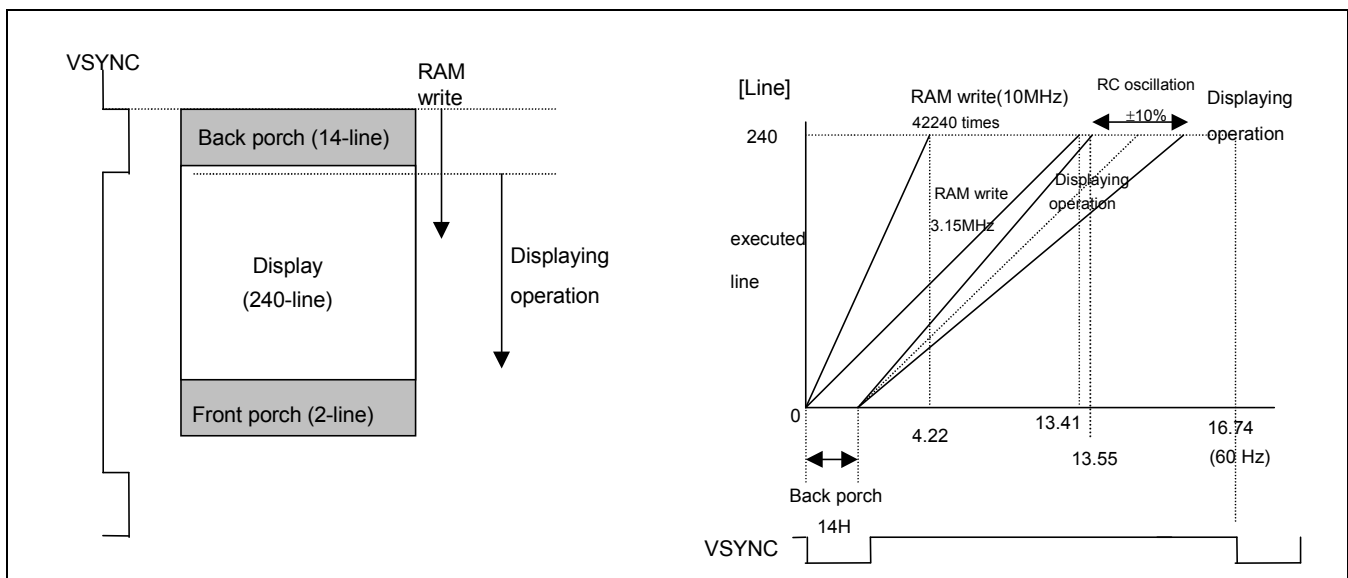 VSYNC
RAM
write
Back porch (14-line)
Display
(240-line)
Displaying
operation
Front porch (2-line)
[Line]
RAM write(10MHz)
42240 times
RC oscillation
±10%
Displaying
operation
240
RAM write
3.15MHz
Displaying
operation
executed
line
0
4.22
13.41
13.55
16.74
(60 Hz)
Back porch
14H
VSYNC